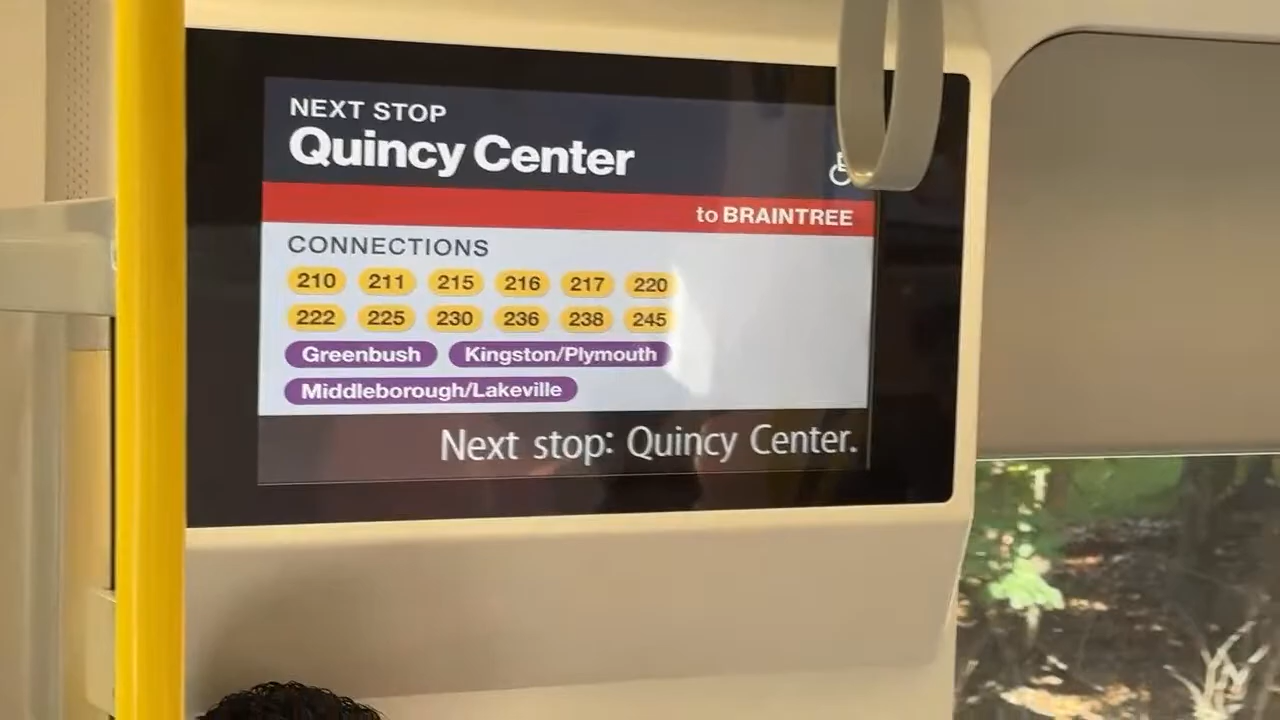 NEXT STOP
Quincy Center
to BRAINTREE
CONNECTIONS
210 211 215 216 217 220
222 225 230 236 238 245
Greenbush Kingston/Plymouth
Middleborough/Lakeville
Next stop: Quincy Center.